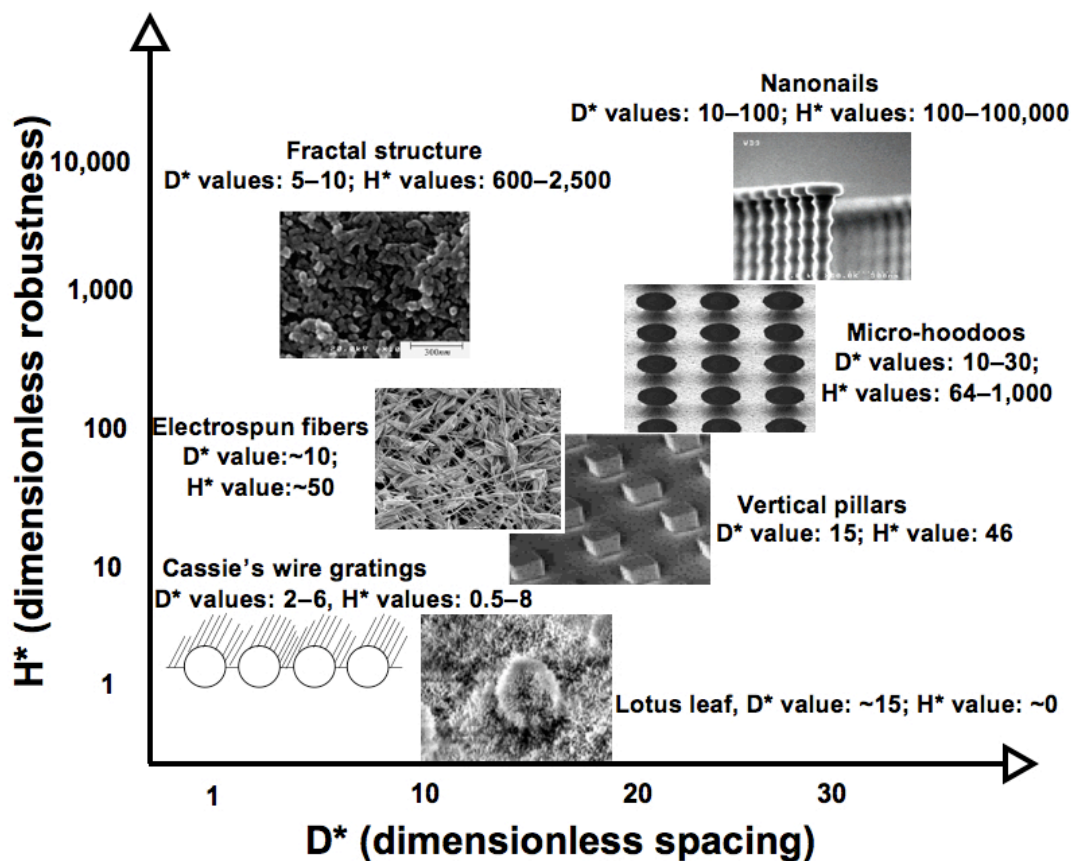 Nanonails
D* values: 10–100; H* values: 100–100,000
Fractal structure
D* values: 5–10; H* values: 600–2,500
Micro-hoodoos
D* values: 10–30;
H* values: 64–1,000
Electrospun fibers
D* value:~10;
H* value:~50
Vertical pillars
D* value: 15; H* value: 46
Cassie's wire gratings
D* values: 2–6, H* values: 0.5–8
Lotus leaf, D* value: ~15; H* value: ~0
H* (dimensionless robustness)
10,000
1,000
100
10
1
1
10
20
30
D* (dimensionless spacing)
300nm